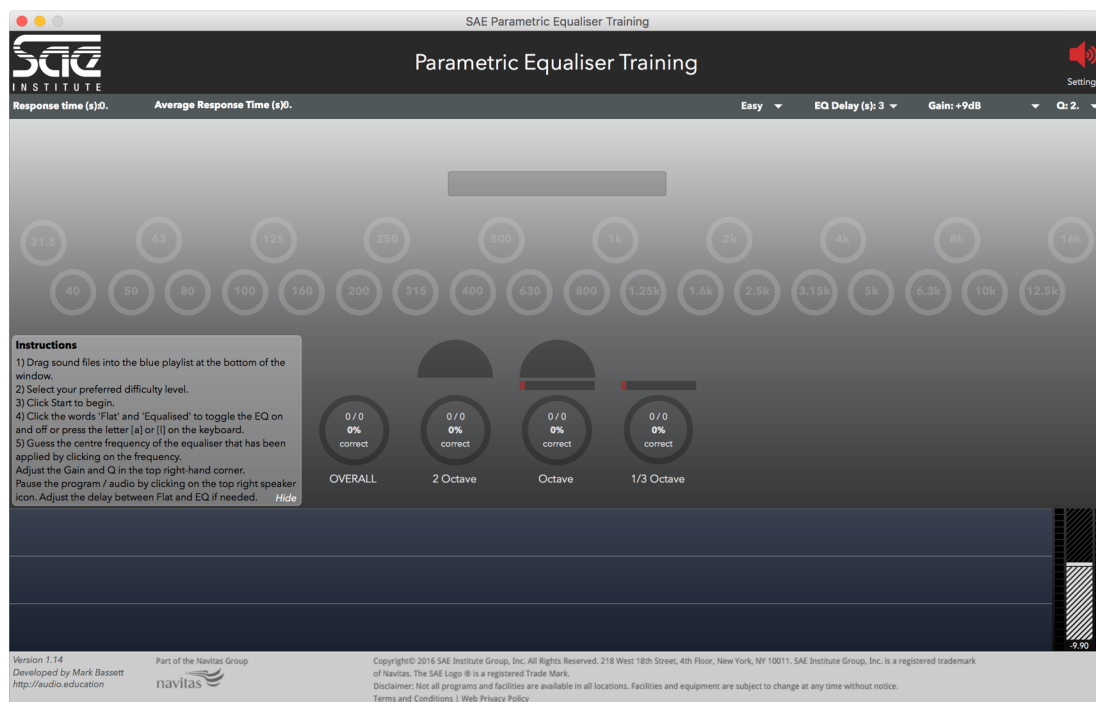 SAE Parametric Equaliser Training
sae
INSTITUTE
Parametric Equaliser Training
Setting
Response time (s):0.
Average Response Time (s)0.
Easy
EQ Delay (s): 3
Gain: +9dB
Q: 2.
31.5
63
125
250
500
1k
2k
4k
8k
16k
40
50
80
100
160
200
315
400
630
800
1.25k
1.6k
2.5k
3.15k
5k
6.3k
10k
12.5k
Instructions
1) Drag sound files into the blue playlist at the bottom of the
window.
2) Select your preferred difficulty level.
3) Click Start to begin.
4) Click the words 'Flat' and 'Equalised' to toggle the EQ on
and off or press the letter [a] or [l] on the keyboard.
5) Guess the centre frequency of the equaliser that has been
applied by clicking on the frequency.
Adjust the Gain and Q in the top right-hand corner.
Pause the program / audio by clicking on the top right speaker
icon. Adjust the delay between Flat and EQ if needed.
Hide
0 / 0
0%
correct
OVERALL
0 / 0
0%
correct
2 Octave
0 / 0
0%
correct
Octave
0 / 0
0%
correct
1/3 Octave
-9.90
Version 1.14
Developed by Mark Bassett
http://audio.education
Part of the Navitas Group
navitas
Copyright© 2016 SAE Institute Group, Inc. All Rights Reserved. 218 West 18th Street, 4th Floor, New York, NY 10011. SAE Institute Group, Inc. is a registered trademark
of Navitas. The SAE Logo ® is a registered Trade Mark.
Disclaimer: Not all programs and facilities are available in all locations. Facilities and equipment are subject to change at any time without notice.
Terms and Conditions | Web Privacy Policy